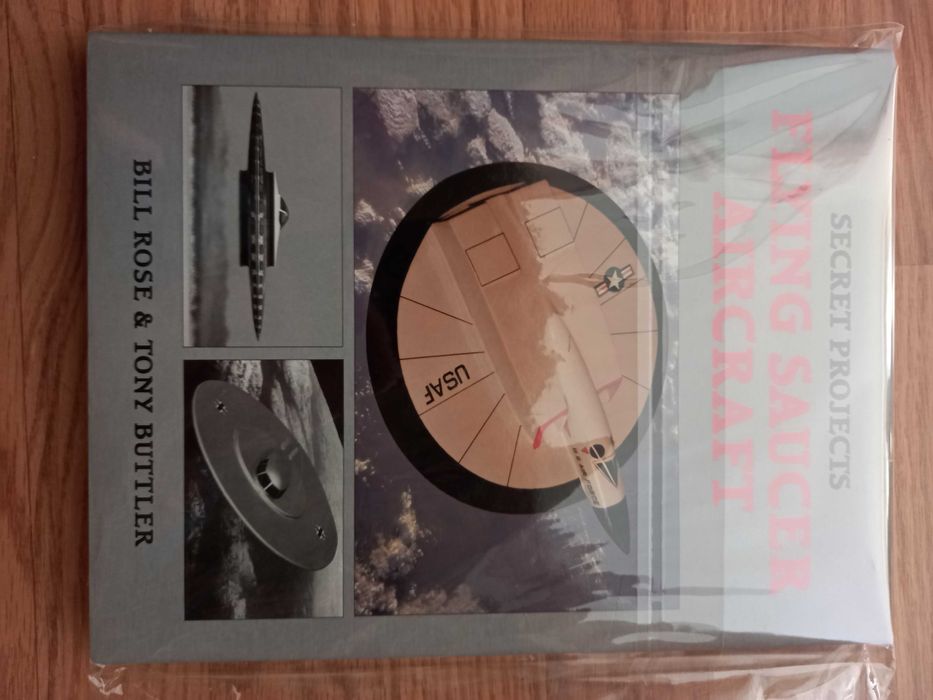 SECRET PROJECTS
FLYING SAUCER
AIRCRAFT
USAF
BILL ROSE & TONY BUTTLER